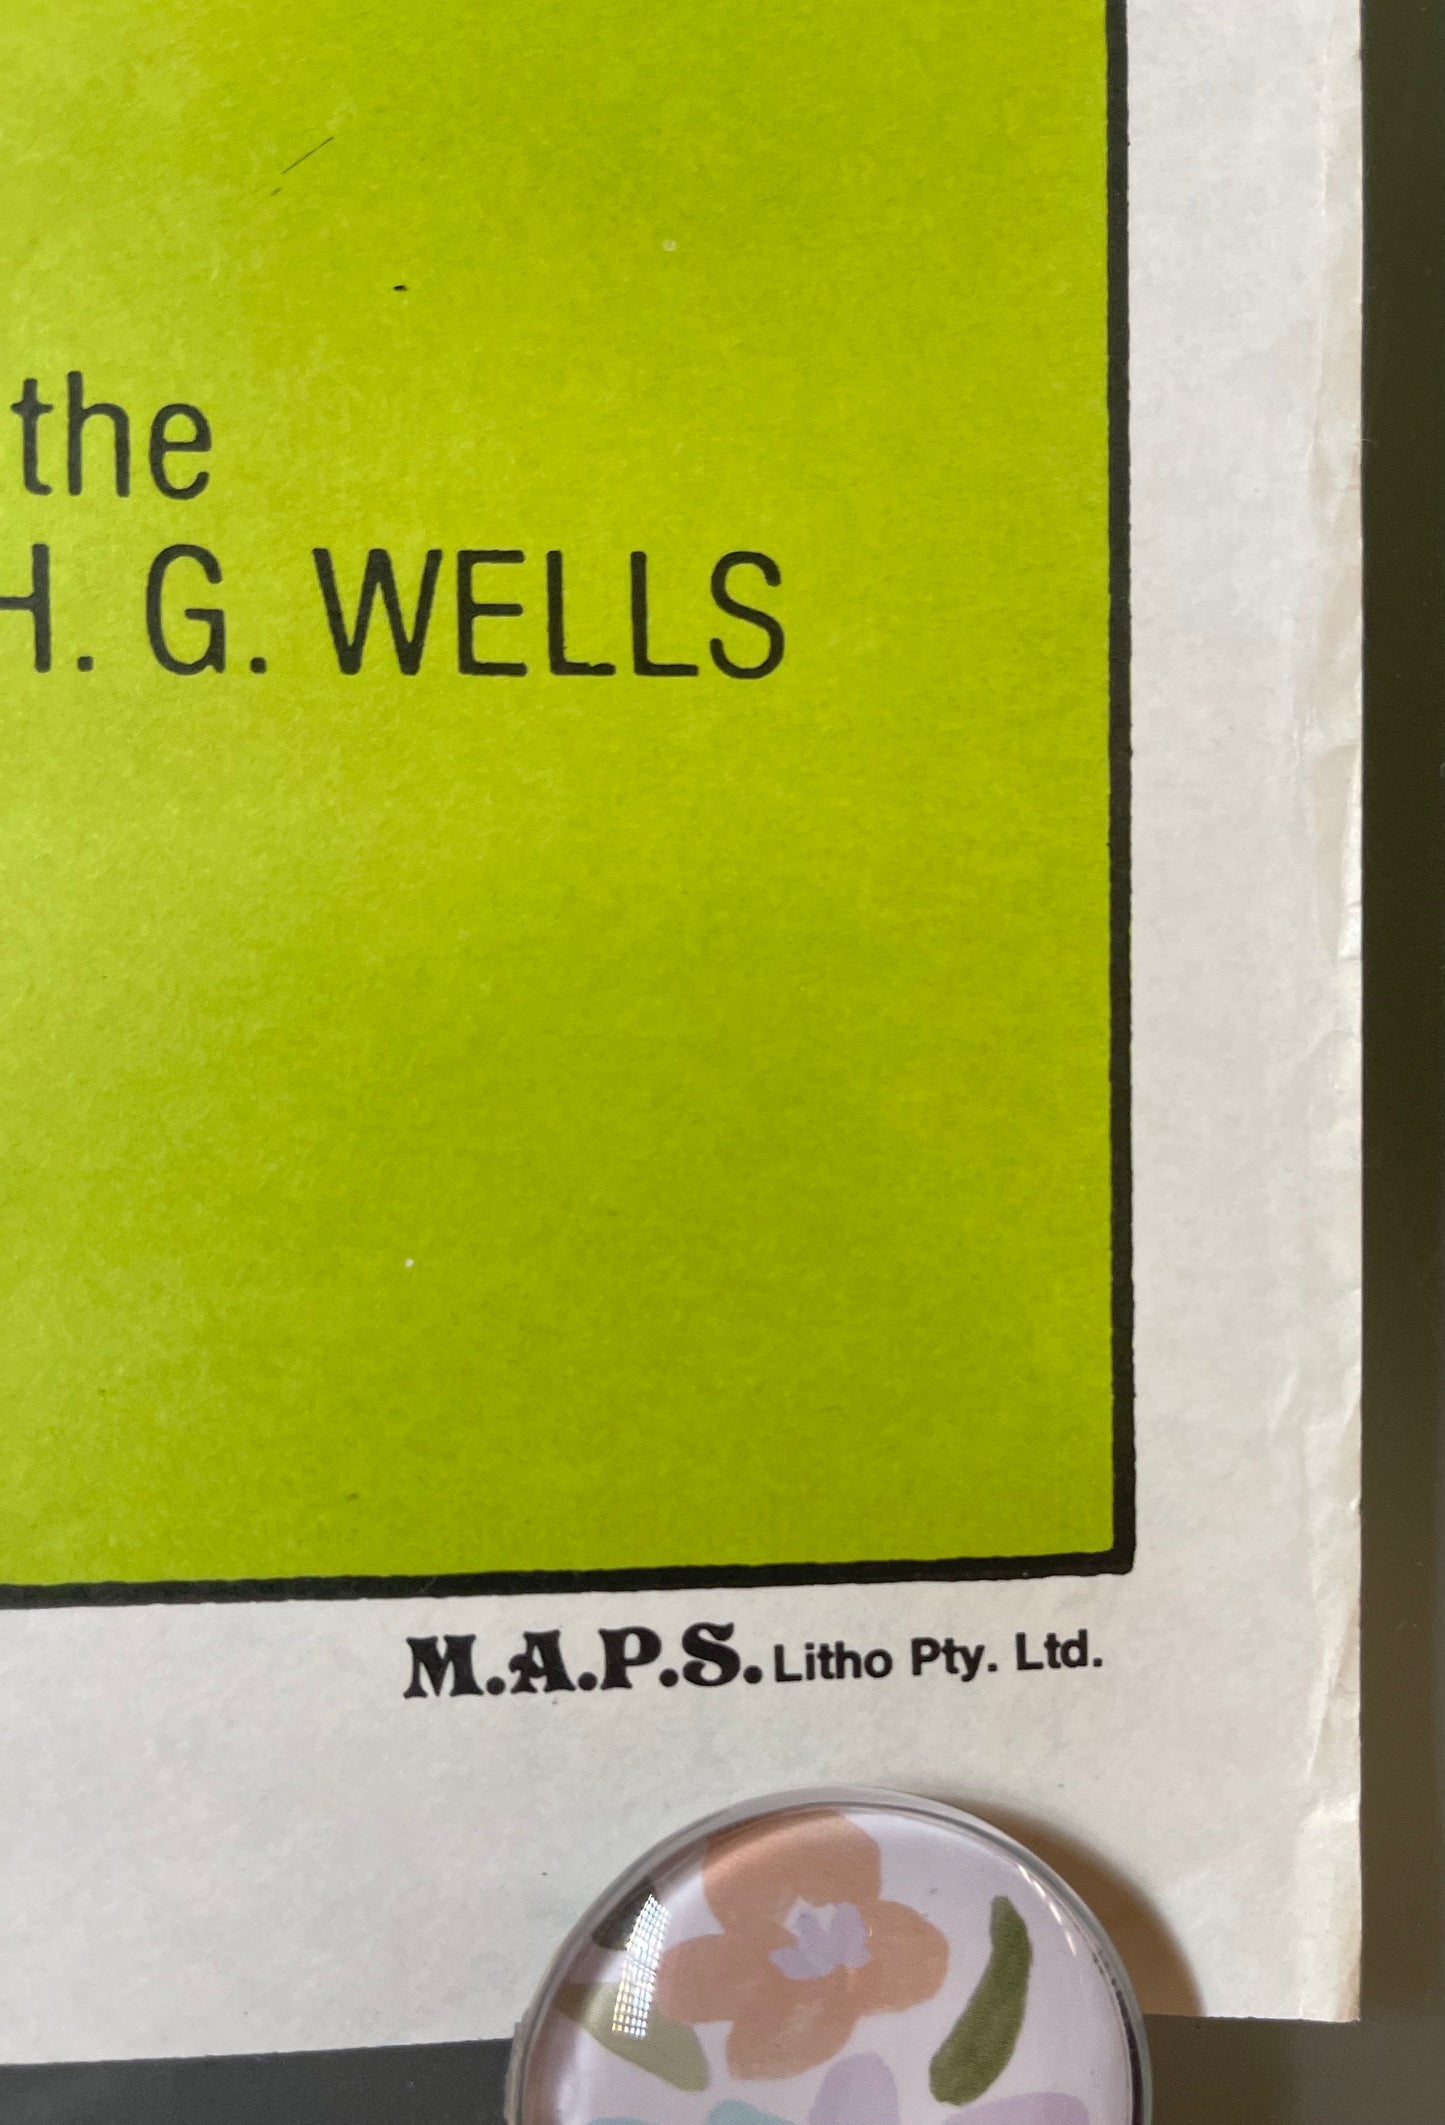 the
H. G. WELLS
M.A.P.S. Litho Pty. Ltd.